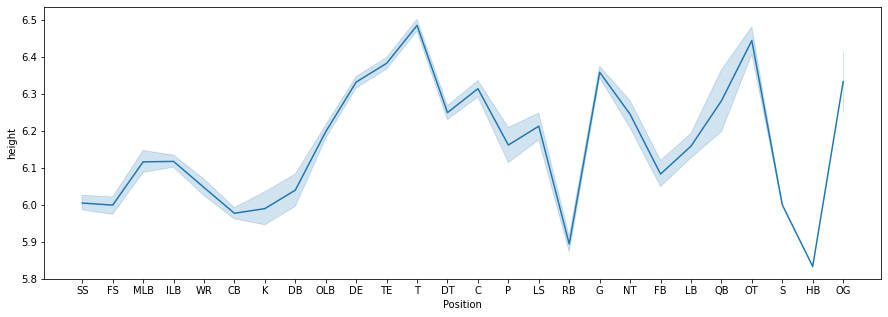 6.5
6.4
6.3
6.2
6.1
6.0
5.9
5.8
height
SS FS MLB ILB WR CB K DB OLB DE TE T DT C P LS RB G NT FB LB QB OT S HB OG
Position